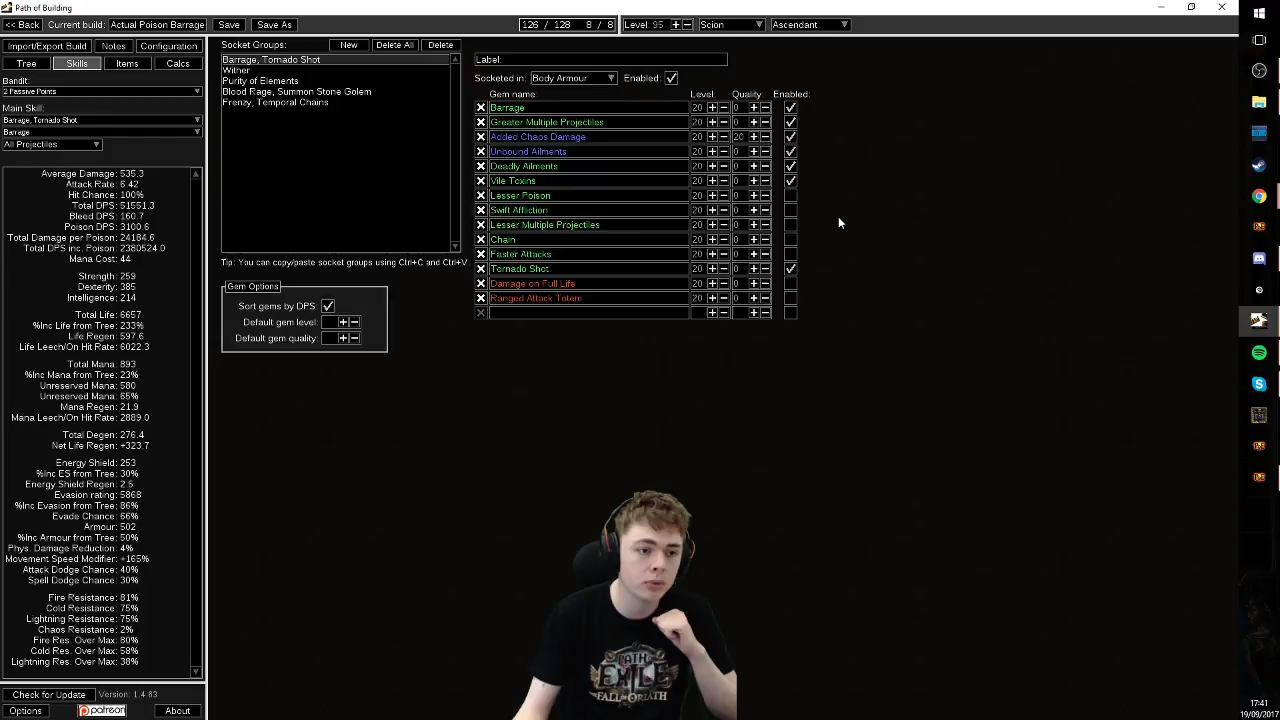 Path of Building
<< Back Current build: Actual Poison Barrage Save Save As 126 / 128 8 / 8 Level: 95 + - Scion Ascendant
Import/Export Build Notes Configuration
Tree Skills Items Calcs
Bandit:
2 Passive Points
Main Skill:
Barrage, Tornado Shot
Barrage
All Projectiles
Average Damage: 535.3
Attack Rate: 6.42
Hit Chance: 100%
Total DPS: 51551.3
Bleed DPS: 160.7
Poison DPS: 3100.6
Total Damage per Poison: 24184.6
Total DPS inc. Poison: 2380524.0
Mana Cost: 44
Strength: 259
Dexterity: 385
Intelligence: 214
Total Life: 6657
%Inc Life from Tree: 233%
Life Regen: 597.6
Life Leech/On Hit Rate: 6022.3
Total Mana: 893
%Inc Mana from Tree: 23%
Unreserved Mana: 580
Unreserved Mana: 65%
Mana Regen: 21.9
Mana Leech/On Hit Rate: 2889.0
Total Degen: 276.4
Net Life Regen: +323.7
Energy Shield: 253
%Inc ES from Tree: 30%
Energy Shield Regen: 2.5
Evasion rating: 5868
%Inc Evasion from Tree: 86%
Evade Chance: 66%
Armour: 502
%Inc Armour from Tree: 50%
Phys. Damage Reduction: 4%
Movement Speed Modifier: +165%
Attack Dodge Chance: 40%
Spell Dodge Chance: 30%
Fire Resistance: 81%
Cold Resistance: 75%
Lightning Resistance: 75%
Chaos Resistance: 2%
Fire Res. Over Max: 80%
Cold Res. Over Max: 58%
Lightning Res. Over Max: 38%
Check for Update Version: 1.4.63
Options patreon About
Socket Groups: New Delete All Delete
Barrage, Tornado Shot
Wither
Purity of Elements
Blood Rage, Summon Stone Golem
Frenzy, Temporal Chains
Tip: You can copy/paste socket groups using Ctrl+C and Ctrl+V.
Gem Options
Sort gems by DPS:
Default gem level: + -
Default gem quality: + -
Label:
Socketed in: Body Armour Enabled:
Gem name: Level: Quality: Enabled:
Barrage 20 + - 0 + -
Greater Multiple Projectiles 20 + - 0 + -
Added Chaos Damage 20 + - 20 + -
Unbound Ailments 20 + - 0 + -
Deadly Ailments 20 + - 0 + -
Vile Toxins 20 + - 0 + -
Lesser Poison 20 + - 0 + -
Swift Affliction 20 + - 0 + -
Lesser Multiple Projectiles 20 + - 0 + -
Chain 20 + - 0 + -
Faster Attacks 20 + - 0 + -
Tornado Shot 20 + - 0 + -
Damage on Full Life 20 + - 0 + -
Ranged Attack Totem 20 + - 0 + -
+ - + -
PATH OF
EXILE
FALL OF ORIATH
17:41
19/09/2017